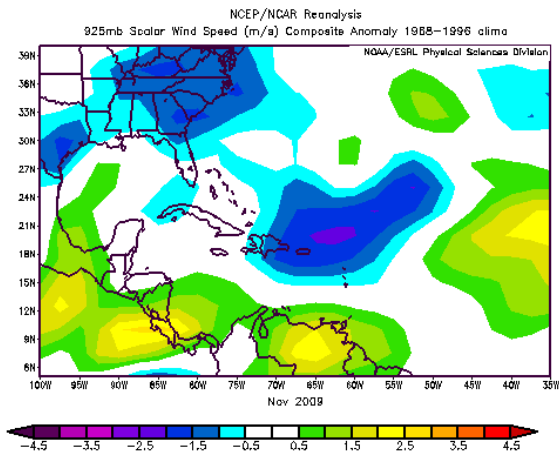 NCEP/NCAR Reanalysis
925mb Scalar Wind Speed (m/s) Composite Anomaly 1968-1996 clima
NOAA/ESRL Physical Sciences Division
39N
36N
33N
30N
27N
24N
21N
18N
15N
12N
9N
6N
100W 95W 90W 85W 80W 75W 70W 65W 60W 55W 50W 45W 40W 35W
Nov 2009
-4.5 -3.5 -2.5 -1.5 -0.5 0.5 1.5 2.5 3.5 4.5